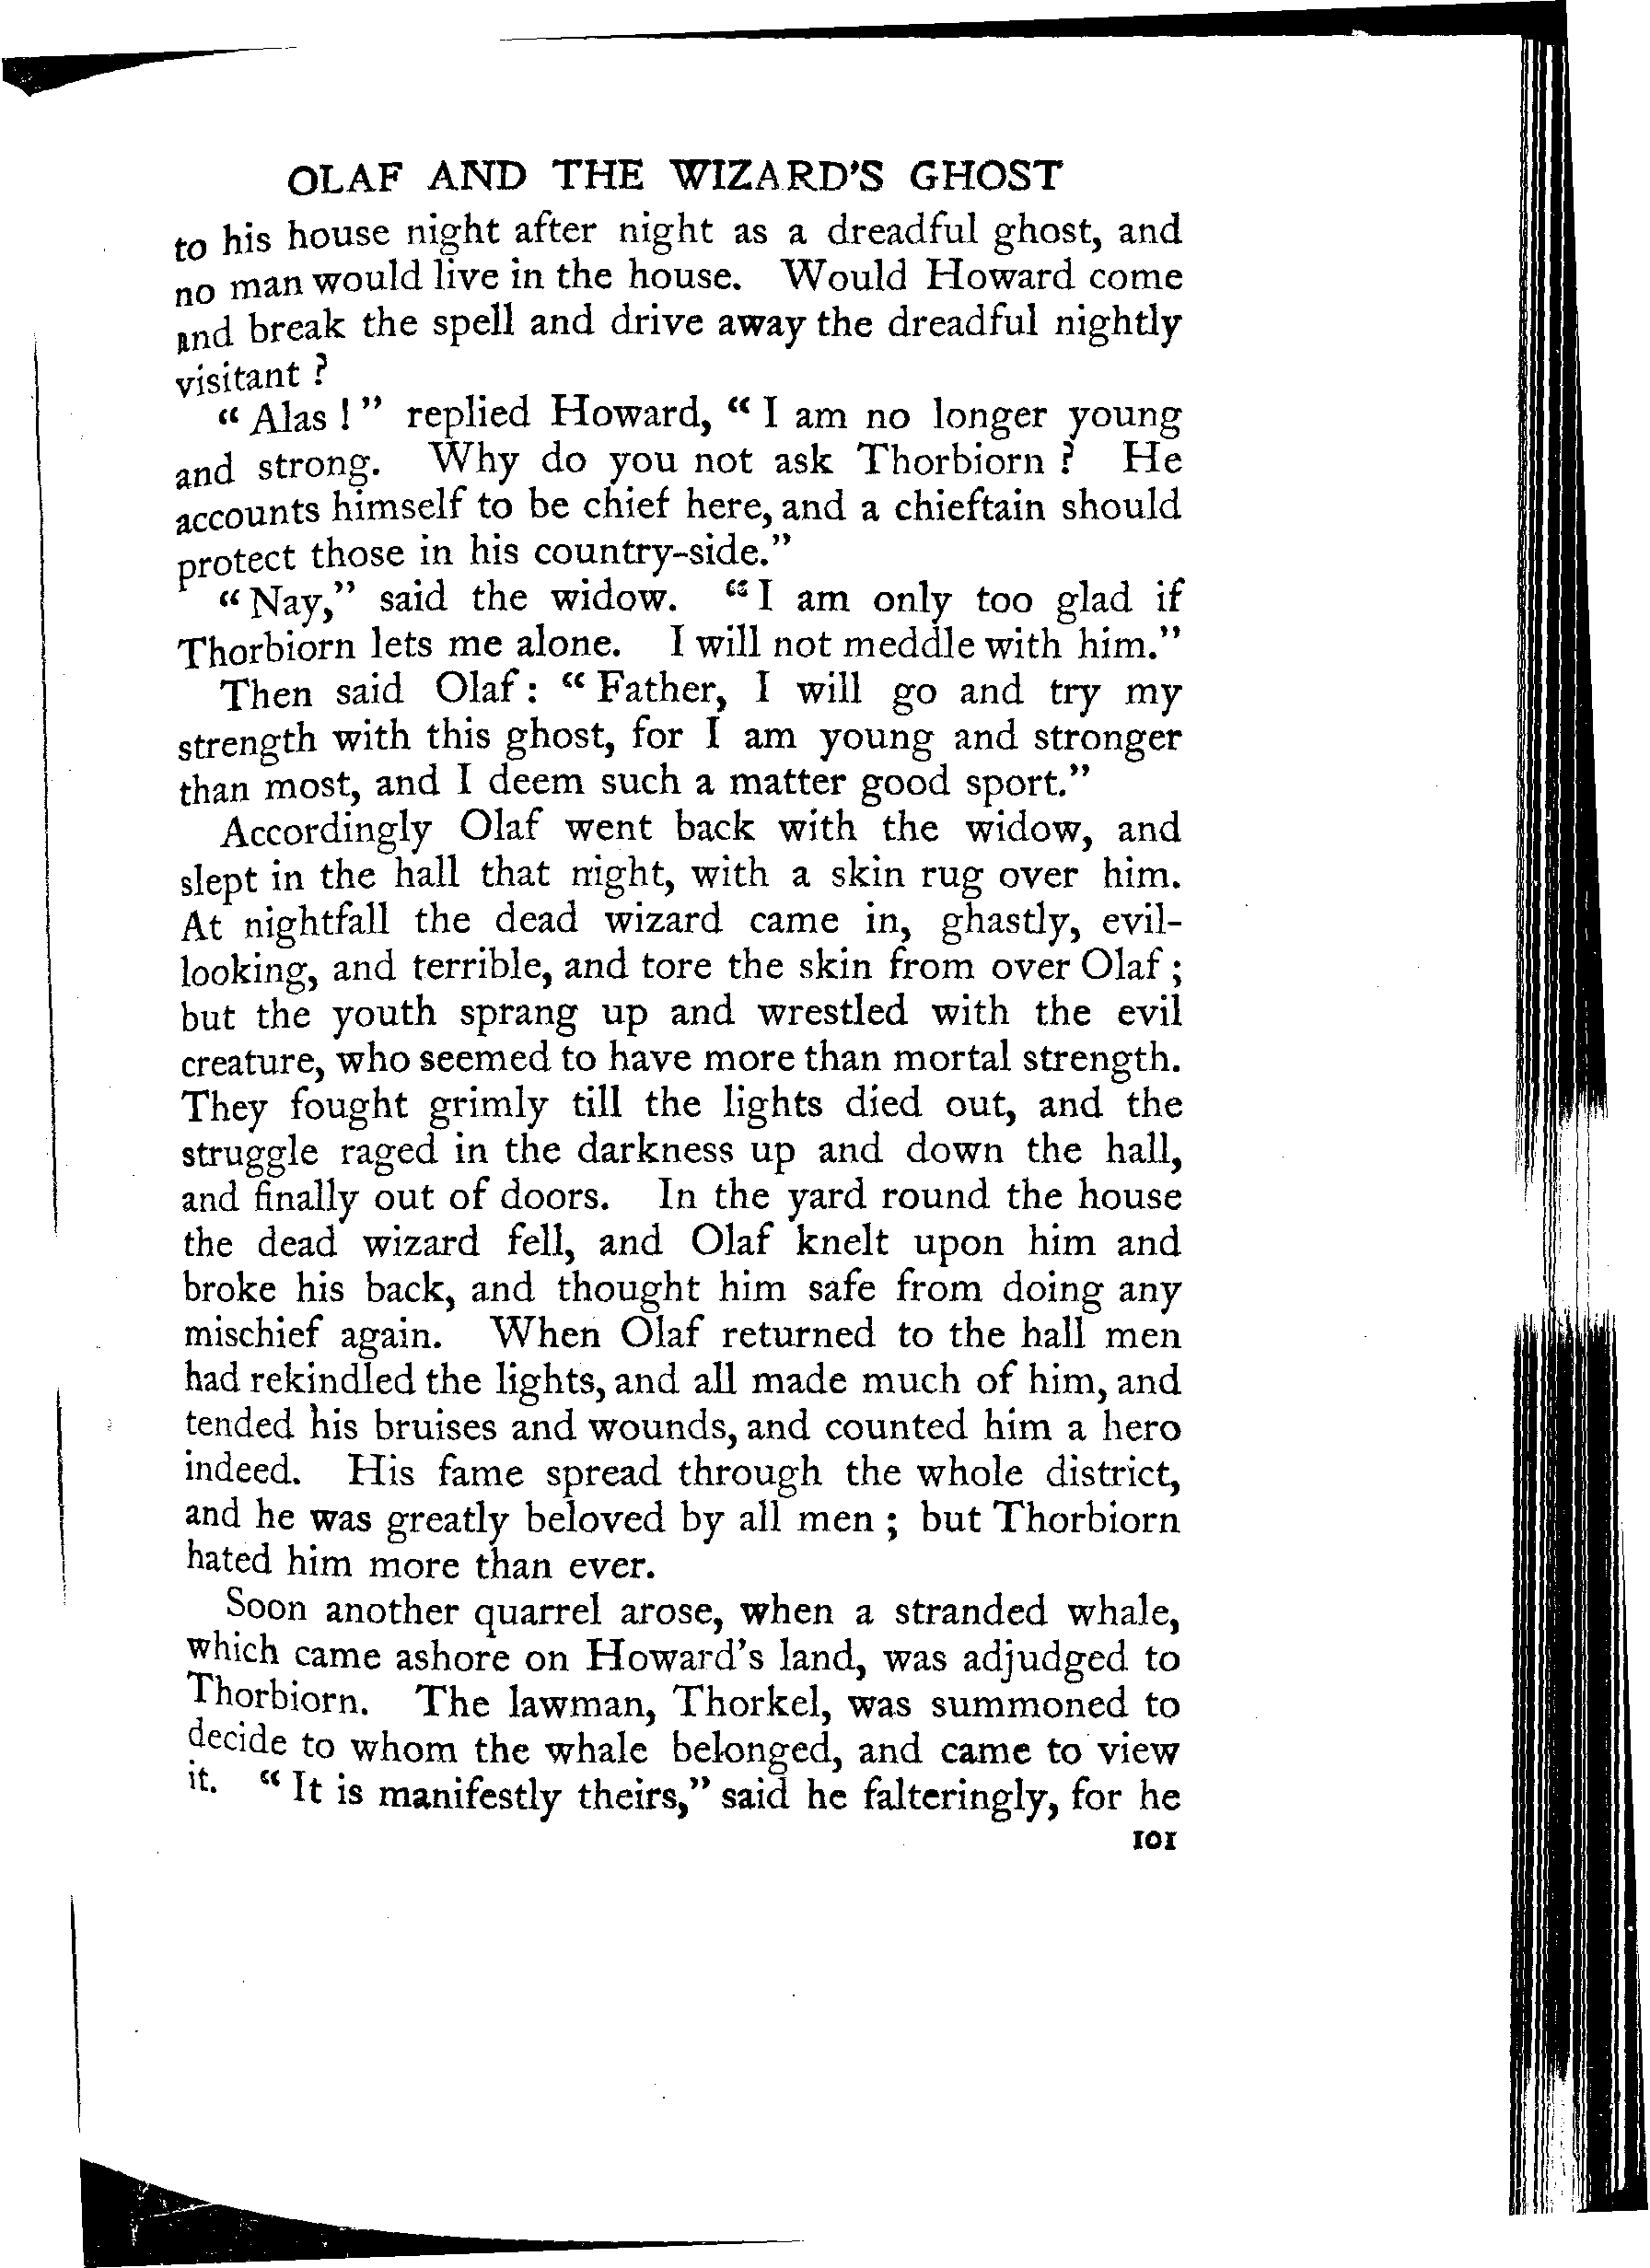 OLAF AND THE WIZARD'S GHOST
to his house night after night as a dreadful ghost, and
no man would live in the house. Would Howard come
and break the spell and drive away the dreadful nightly
visitant ?
“ Alas ! ” replied Howard, “ I am no longer young
and strong. Why do you not ask Thorbiorn ? He
accounts himself to be chief here, and a chieftain should
protect those in his country-side.”
“ Nay,” said the widow. “ I am only too glad if
Thorbiorn lets me alone. I will not meddle with him.”
Then said Olaf : “ Father, I will go and try my
strength with this ghost, for I am young and stronger
than most, and I deem such a matter good sport.”
Accordingly Olaf went back with the widow, and
slept in the hall that night, with a skin rug over him.
At nightfall the dead wizard came in, ghastly, evil-
looking, and terrible, and tore the skin from over Olaf ;
but the youth sprang up and wrestled with the evil
creature, who seemed to have more than mortal strength.
They fought grimly till the lights died out, and the
struggle raged in the darkness up and down the hall,
and finally out of doors. In the yard round the house
the dead wizard fell, and Olaf knelt upon him and
broke his back, and thought him safe from doing any
mischief again. When Olaf returned to the hall men
had rekindled the lights, and all made much of him, and
tended his bruises and wounds, and counted him a hero
indeed. His fame spread through the whole district,
and he was greatly beloved by all men ; but Thorbiorn
hated him more than ever.
Soon another quarrel arose, when a stranded whale,
which came ashore on Howard's land, was adjudged to
Thorbiorn. The lawman, Thorkel, was summoned to
decide to whom the whale belonged, and came to view
it. “ It is manifestly theirs,” said he falteringly, for he
101